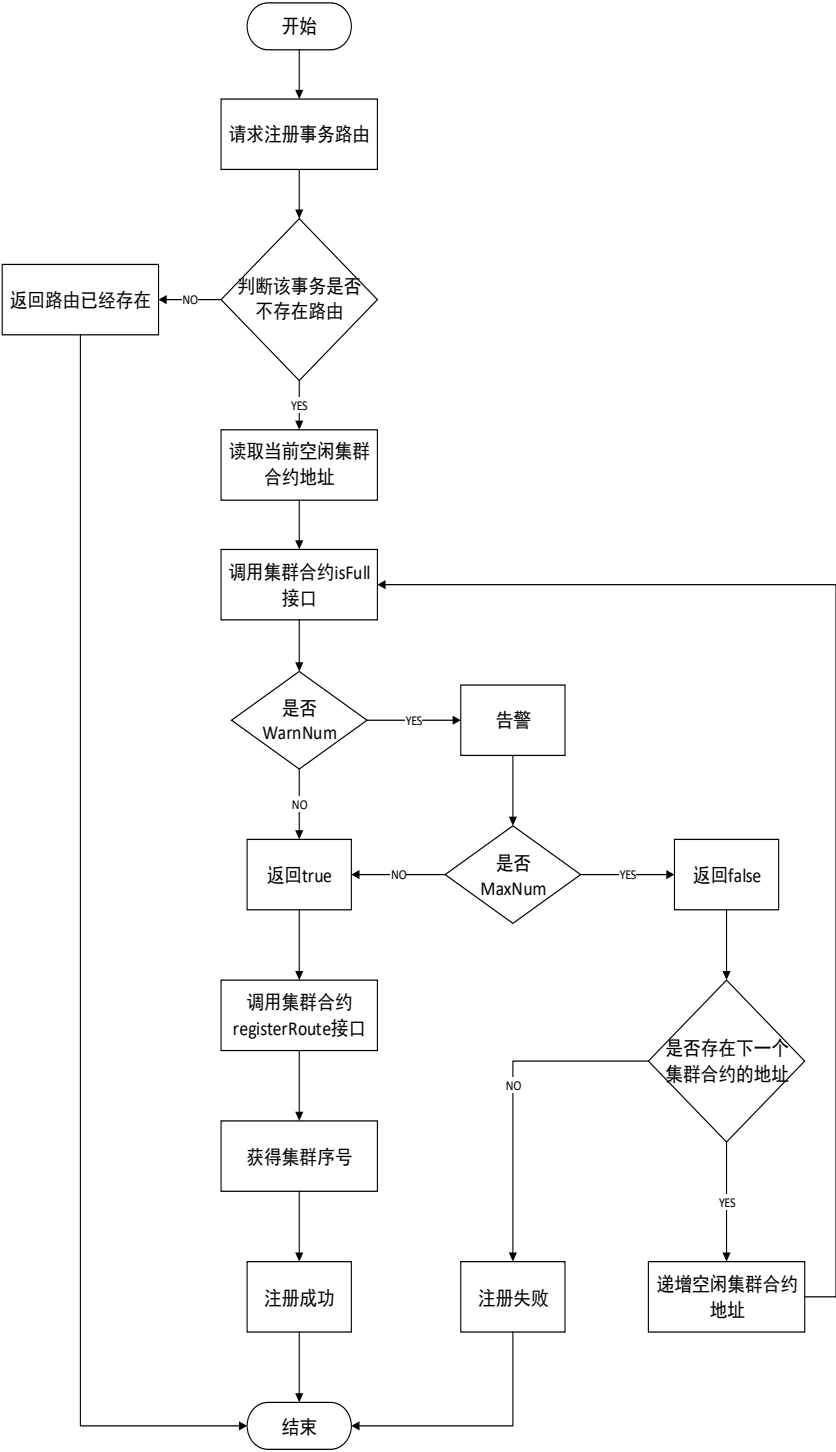 开始
请求注册事务路由
判断该事务是否
不存在路由
NO
返回路由已经存在
YES
读取当前空闲集群
合约地址
调用集群合约isFull
接口
是否
WarnNum
YES
告警
NO
返回true
NO
是否
MaxNum
YES
返回false
调用集群合约
registerRoute接口
是否存在下一个
集群合约的地址
NO
获得集群序号
YES
注册成功
注册失败
递增空闲集群合约
地址
结束